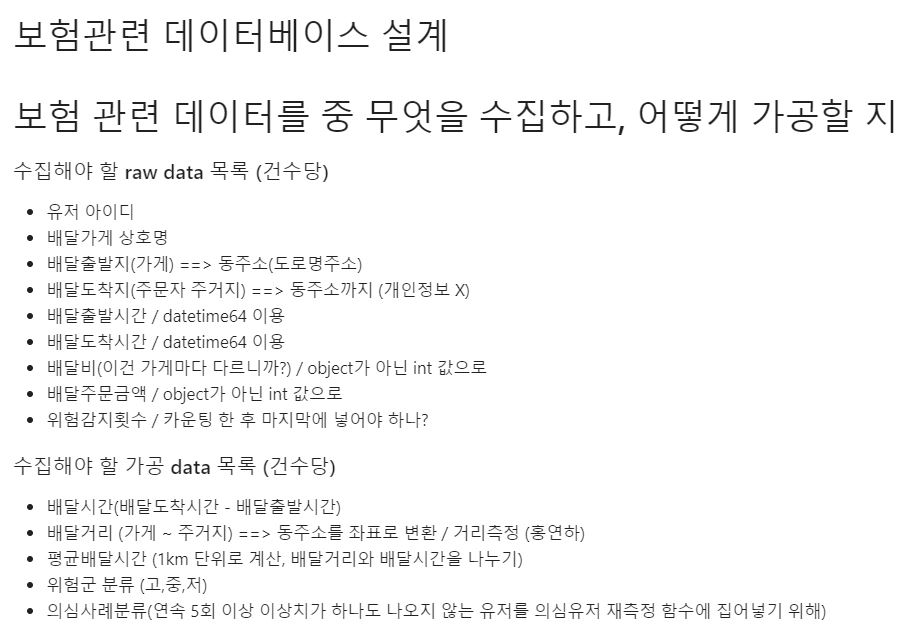 보험관련 데이터베이스 설계
보험 관련 데이터를 중 무엇을 수집하고, 어떻게 가공할 지
수집해야 할 raw data 목록 (건수당)
• 유저 아이디
• 배달가게 상호명
• 배달출발지(가게) ==> 동주소(도로명주소)
• 배달도착지(주문자 주거지) ==> 동주소까지 (개인정보 X)
• 배달출발시간 / datetime64 이용
• 배달도착시간 / datetime64 이용
• 배달비(이건 가게마다 다르니까?) / object가 아닌 int 값으로
• 배달주문금액 / object가 아닌 int 값으로
• 위험감지횟수 / 카운팅 한 후 마지막에 넣어야 하나?
수집해야 할 가공 data 목록 (건수당)
• 배달시간(배달도착시간 - 배달출발시간)
• 배달거리 (가게 ~ 주거지) ==> 동주소를 좌표로 변환 / 거리측정 (홍연하)
• 평균배달시간 (1km 단위로 계산, 배달거리와 배달시간을 나누기)
• 위험군 분류 (고,중,저)
• 의심사례분류(연속 5회 이상 이상치가 하나도 나오지 않는 유저를 의심유저 재측정 함수에 집어넣기 위해)